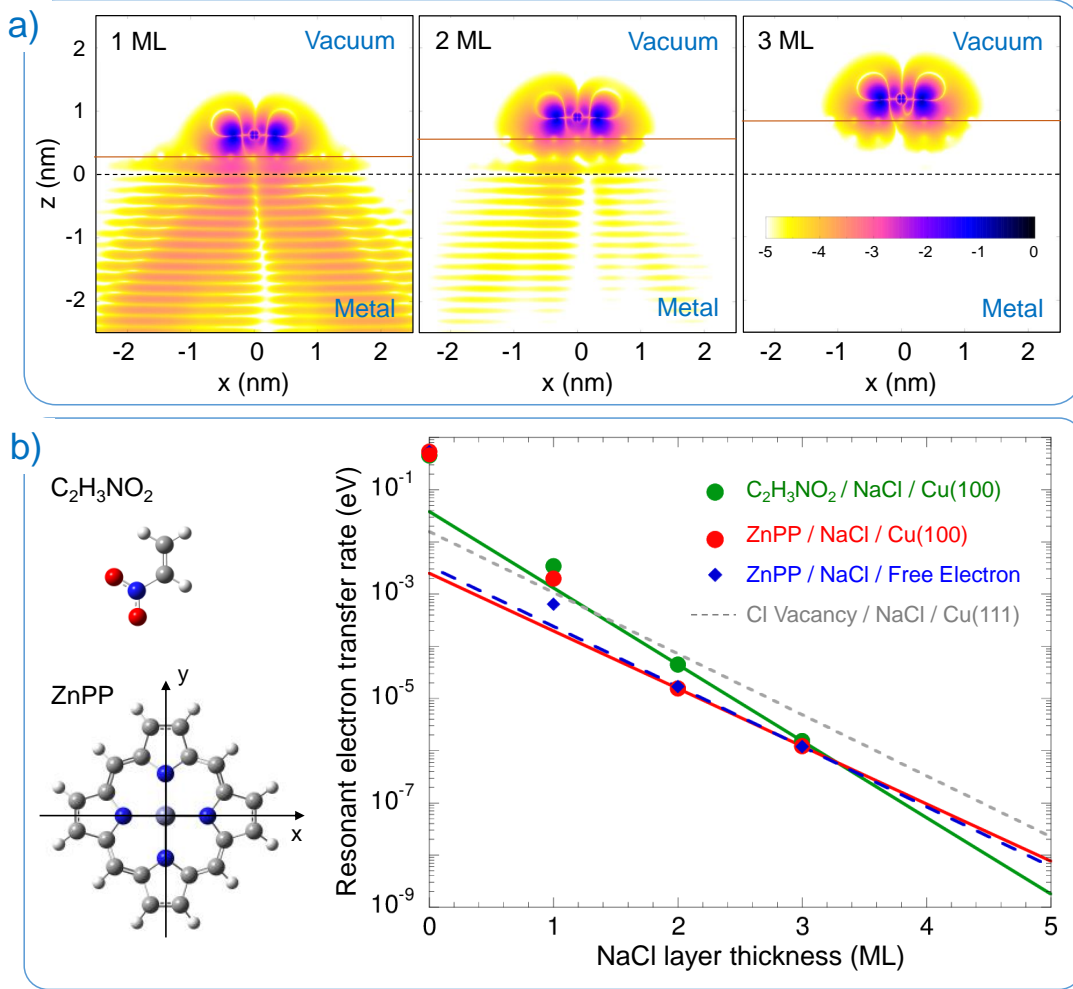 a)
1 ML Vacuum 2 ML Vacuum 3 ML Vacuum
2
1
0
-1
-2
z (nm)
-5 -4 -3 -2 -1 0
Metal Metal Metal
-2 -1 0 1 2 -2 -1 0 1 2 -2 -1 0 1 2
x (nm) x (nm) x (nm)
b)
C₂H₃NO₂
ZnPP
y
x
Resonant electron transfer rate (eV)
10⁻¹
10⁻³
10⁻⁵
10⁻⁷
10⁻⁹
C₂H₃NO₂ / NaCl / Cu(100)
ZnPP / NaCl / Cu(100)
ZnPP / NaCl / Free Electron
Cl Vacancy / NaCl / Cu(111)
0 1 2 3 4 5
NaCl layer thickness (ML)